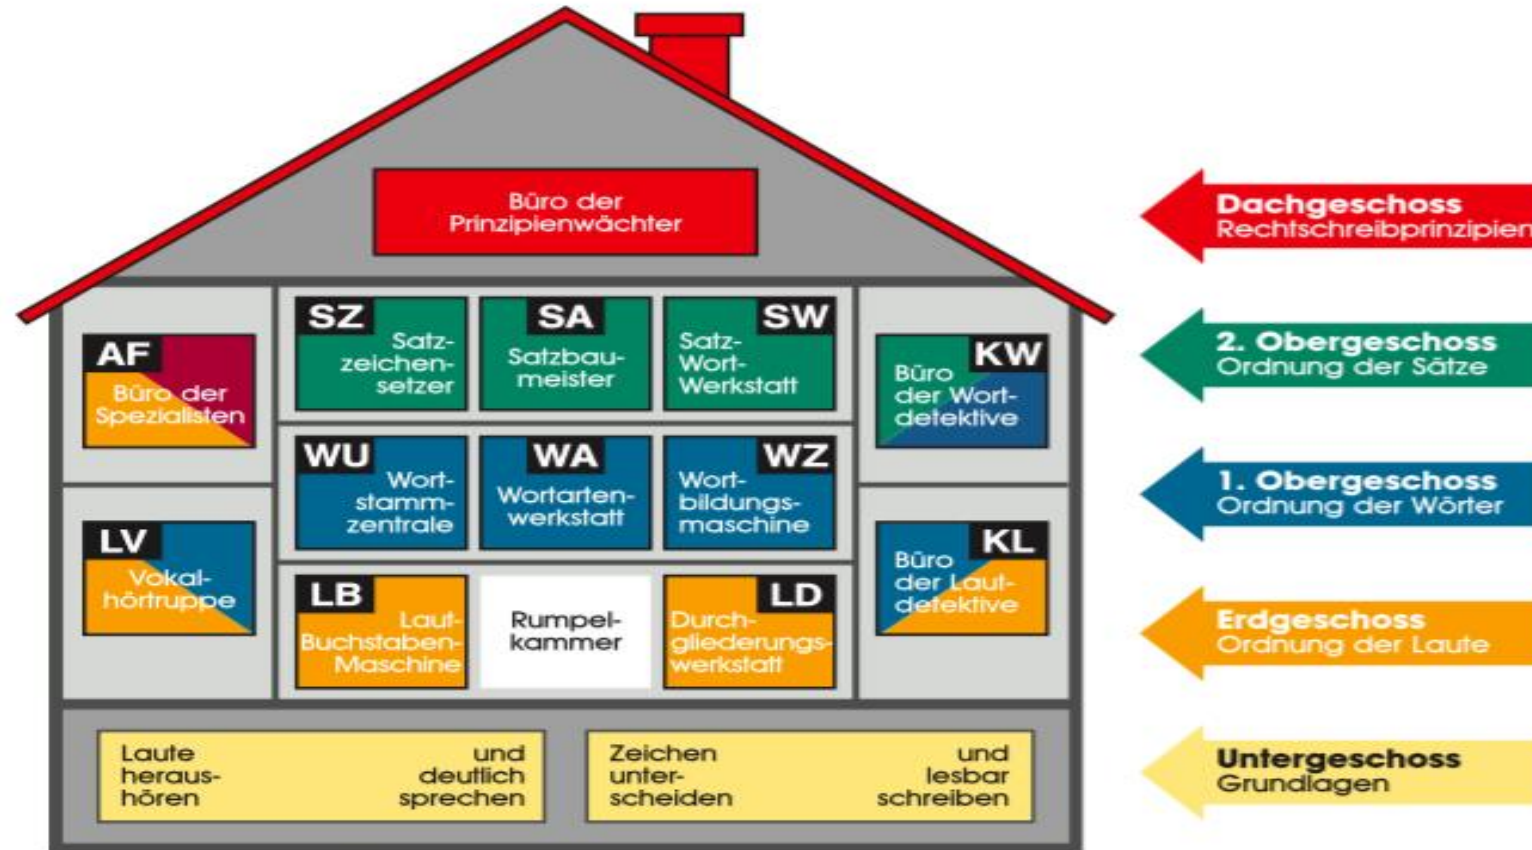 Büro der
Prinzipienwächter
Dachgeschoss
Rechtschreibprinzipien
AF
Büro der
Spezialisten
SZ
Satz-
zeichen-
setzer
SA
Satzbau-
meister
SW
Satz-
Wort-
Werkstatt
KW
Büro
der Wort-
detektive
2. Obergeschoss
Ordnung der Sätze
WU
Wort-
stamm-
zentrale
WA
Wortarten-
werkstatt
WZ
Wort-
bildungs-
maschine
1. Obergeschoss
Ordnung der Wörter
LV
Vokal-
hörtruppe
LB
Laut-
Buchstaben-
Maschine
Rumpel-
kammer
LD
Durch-
gliederungs-
werkstatt
KL
Büro
der Laut-
detektive
Erdgeschoss
Ordnung der Laute
Laute und
heraus- deutlich
hören sprechen
Zeichen und
unter- lesbar
scheiden schreiben
Untergeschoss
Grundlagen